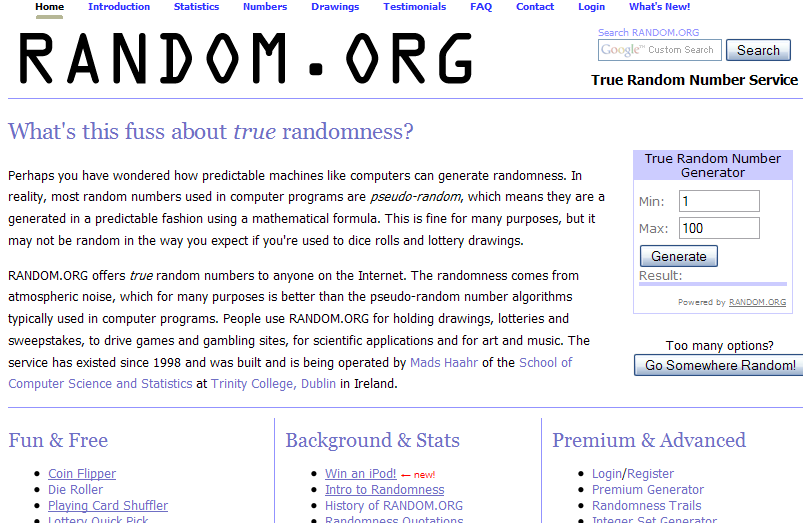 Home Introduction Statistics Numbers Drawings Testimonials FAQ Contact Login What's New!
RANDOM.ORG
Search RANDOM.ORG
Google™ Custom Search Search
True Random Number Service
What's this fuss about true randomness?
Perhaps you have wondered how predictable machines like computers can generate randomness. In
reality, most random numbers used in computer programs are pseudo-random, which means they are a
generated in a predictable fashion using a mathematical formula. This is fine for many purposes, but it
may not be random in the way you expect if you're used to dice rolls and lottery drawings.
RANDOM.ORG offers true random numbers to anyone on the Internet. The randomness comes from
atmospheric noise, which for many purposes is better than the pseudo-random number algorithms
typically used in computer programs. People use RANDOM.ORG for holding drawings, lotteries and
sweepstakes, to drive games and gambling sites, for scientific applications and for art and music. The
service has existed since 1998 and was built and is being operated by Mads Haahr of the School of
Computer Science and Statistics at Trinity College, Dublin in Ireland.
True Random Number
Generator
Min: 1
Max: 100
Generate
Result:
Powered by RANDOM.ORG
Too many options?
Go Somewhere Random!
Fun & Free
Coin Flipper
Die Roller
Playing Card Shuffler
Lottery Quick Pick
Background & Stats
Win an iPod! ← new!
Intro to Randomness
History of RANDOM.ORG
Randomness Quotations
Premium & Advanced
Login/Register
Premium Generator
Randomness Trails
Integer Set Generator